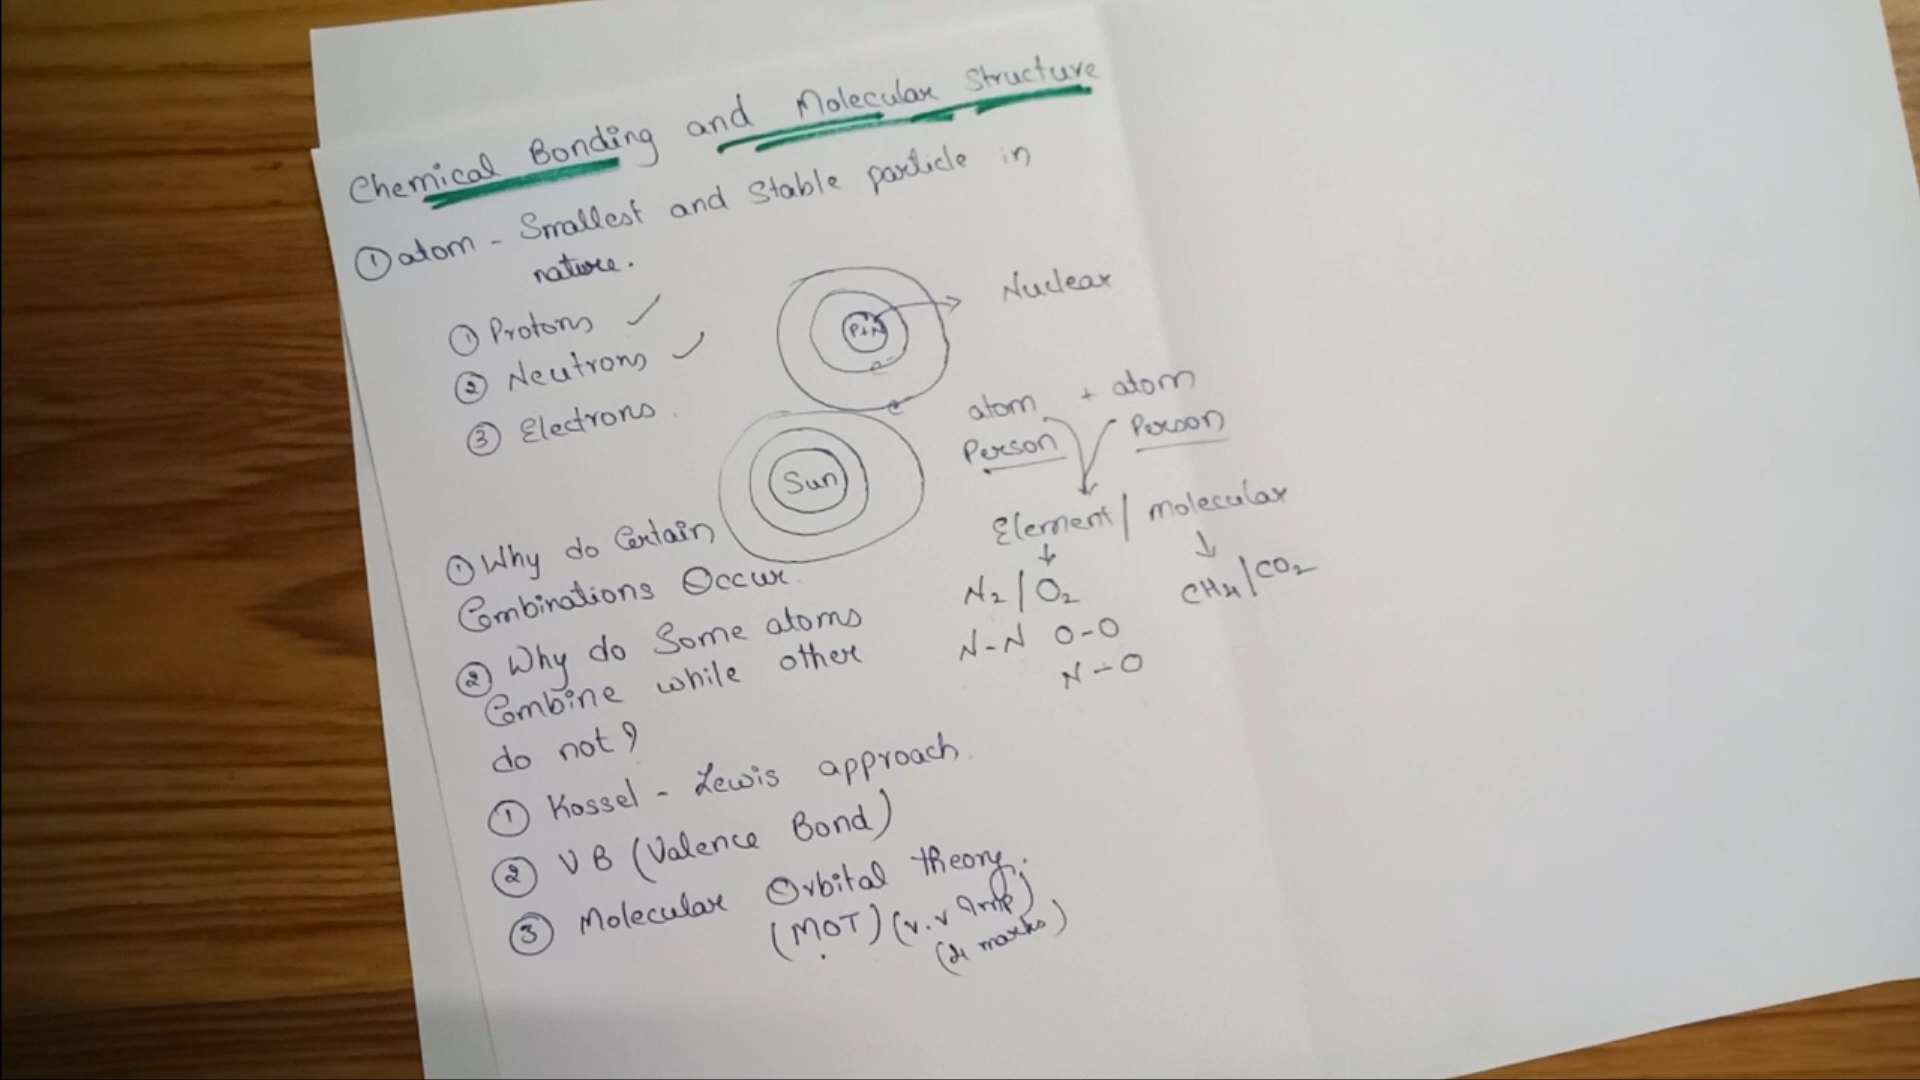 Chemical Bonding and Molecular Structure
① atom - Smallest and Stable particle in
nature.
① Protons ✓
② Neutrons ✓
③ Electrons
P+N
Nuclear
Sun
atom + atom
Person Person
Element / Molecular
N₂ / O₂
CH₄ / CO₂
N-N O-O
N-O
① Why do Certain
Combinations Occur
② Why do Some atoms
Combine while other
do not?
① Kossel - Lewis approach.
② VB (Valence Bond)
③ Molecular Orbital theory.
(MOT) (v.v Imp)
(4 marks)